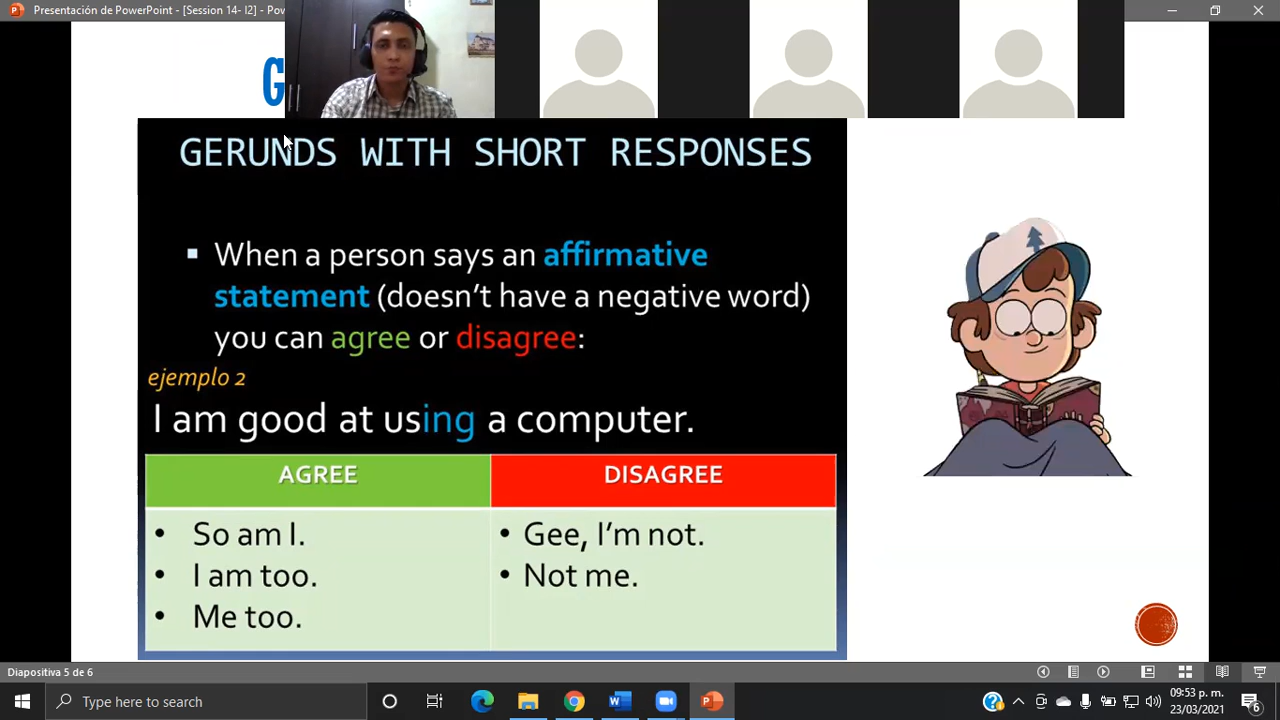 Presentación de PowerPoint - [Session 14- I2] - Pow
G
GERUNDS WITH SHORT RESPONSES
▪ When a person says an affirmative
statement (doesn’t have a negative word)
you can agree or disagree:
ejemplo 2
I am good at using a computer.
AGREE
DISAGREE
• So am I.
• I am too.
• Me too.
• Gee, I’m not.
• Not me.
Diapositiva 5 de 6
Type here to search
09:53 p. m.
23/03/2021
6